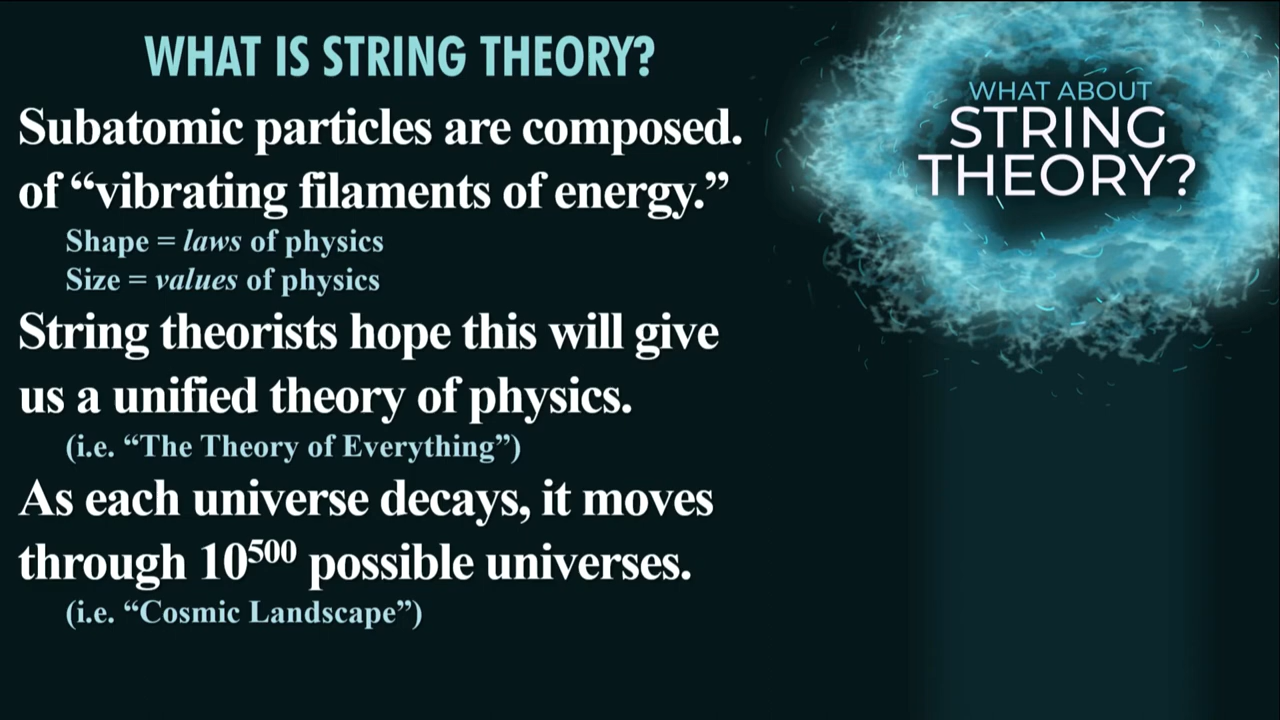 WHAT IS STRING THEORY?
Subatomic particles are composed.
of “vibrating filaments of energy.”
Shape = laws of physics
Size = values of physics
String theorists hope this will give
us a unified theory of physics.
(i.e. “The Theory of Everything”)
As each universe decays, it moves
through 10⁵⁰⁰ possible universes.
(i.e. “Cosmic Landscape”)
WHAT ABOUT
STRING
THEORY?